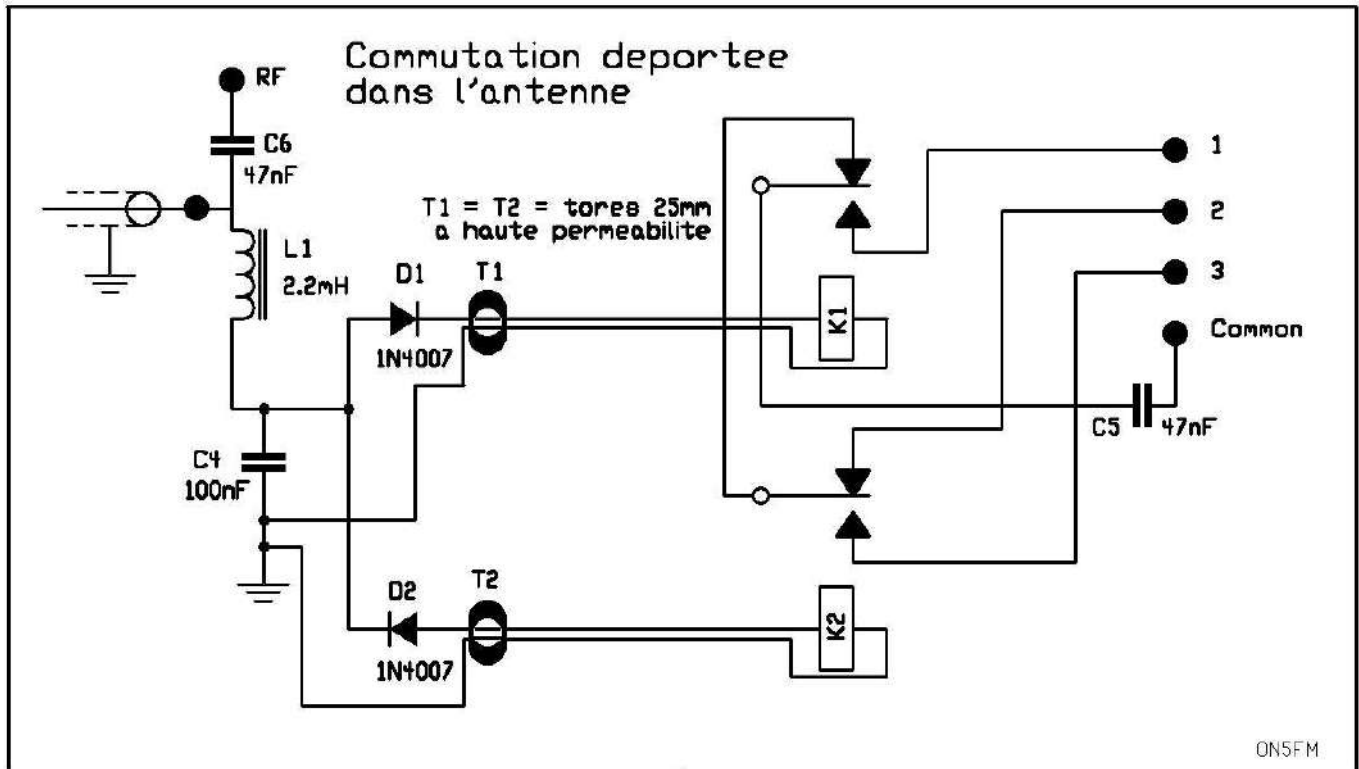 Commutation deportee
dans l'antenne
RF
C6
47nF
1
2
3
Common
T1 = T2 = tores 25mm
a haute permeabilite
L1
2.2mH
D1
T1
1N4007
K1
C5
47nF
C4
100nF
D2
T2
1N4007
K2
ON5FM